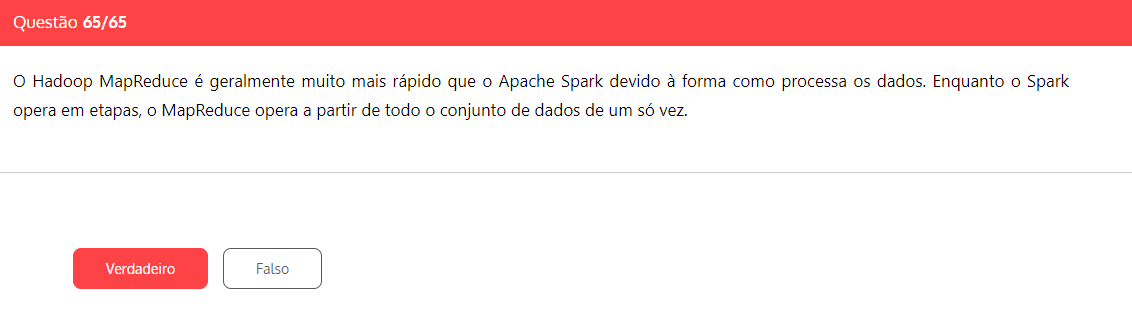 Questão 65/65
O Hadoop MapReduce é geralmente muito mais rápido que o Apache Spark devido à forma como processa os dados. Enquanto o Spark
opera em etapas, o MapReduce opera a partir de todo o conjunto de dados de um só vez.
Verdadeiro
Falso